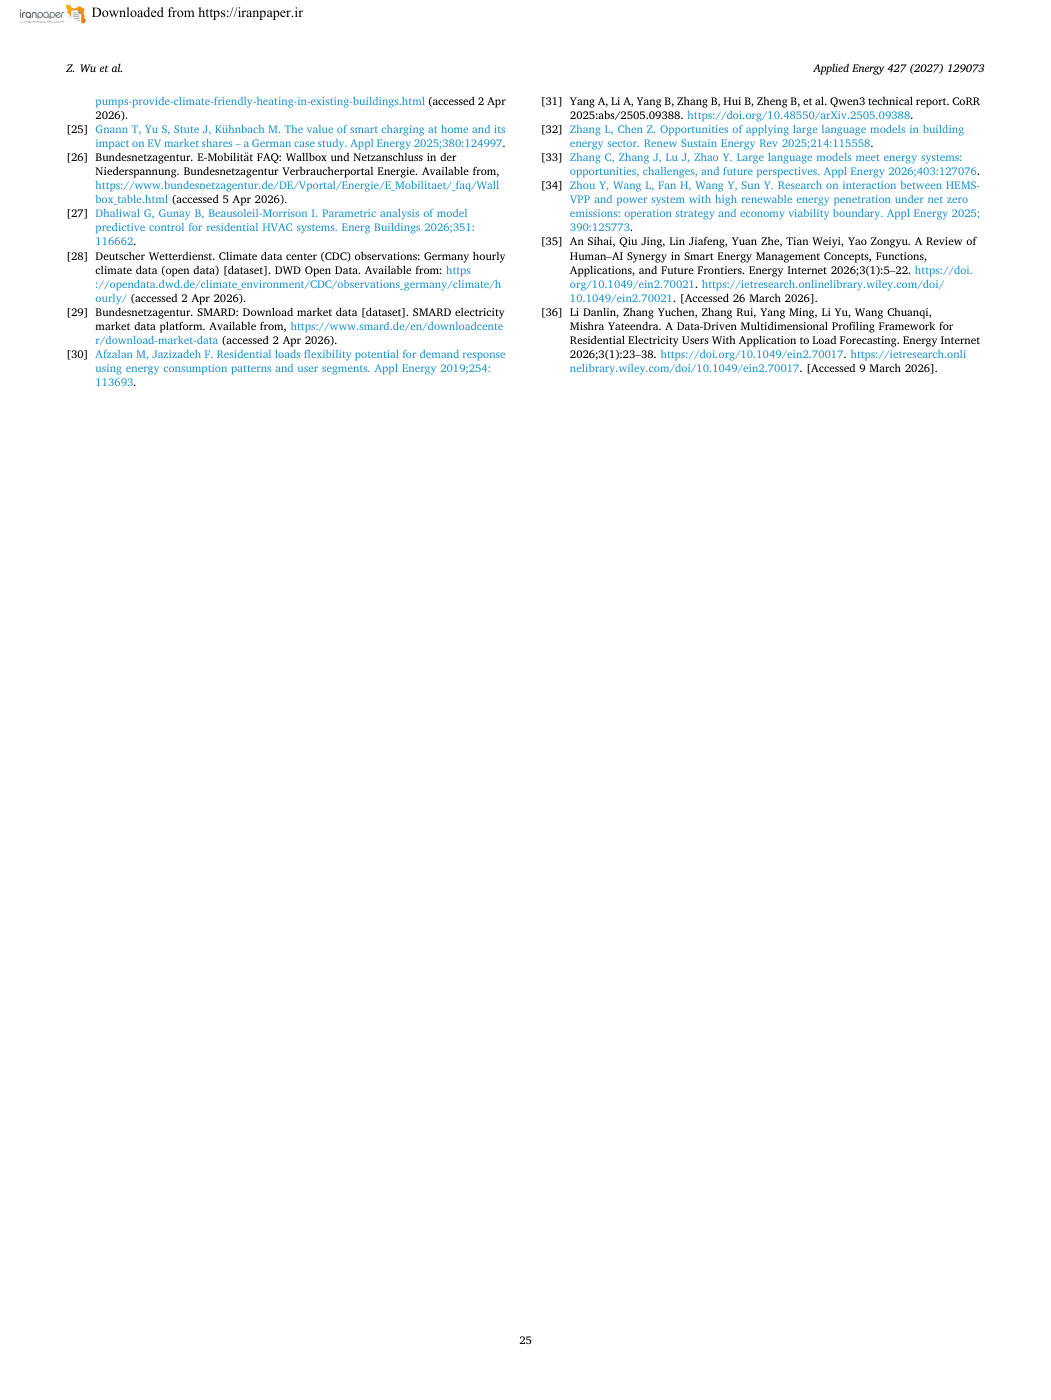 iranpaper
Downloaded from https://iranpaper.ir
Z. Wu et al.
Applied Energy 427 (2027) 129073
pumps-provide-climate-friendly-heating-in-existing-buildings.html (accessed 2 Apr
2026).
[25] Gnann T, Yu S, Stute J, Kühnbach M. The value of smart charging at home and its
impact on EV market shares – a German case study. Appl Energy 2025;380:124997.
[26] Bundesnetzagentur. E-Mobilität FAQ: Wallbox und Netzanschluss in der
Niederspannung. Bundesnetzagentur Verbraucherportal Energie. Available from,
https://www.bundesnetzagentur.de/DE/Vportal/Energie/E_Mobilitaet/_faq/Wall
box_table.html (accessed 5 Apr 2026).
[27] Dhaliwal G, Gunay B, Beausoleil-Morrison I. Parametric analysis of model
predictive control for residential HVAC systems. Energ Buildings 2026;351:
116662.
[28] Deutscher Wetterdienst. Climate data center (CDC) observations: Germany hourly
climate data (open data) [dataset]. DWD Open Data. Available from: https
://opendata.dwd.de/climate_environment/CDC/observations_germany/climate/h
ourly/ (accessed 2 Apr 2026).
[29] Bundesnetzagentur. SMARD: Download market data [dataset]. SMARD electricity
market data platform. Available from, https://www.smard.de/en/downloadcente
r/download-market-data (accessed 2 Apr 2026).
[30] Afzalan M, Jazizadeh F. Residential loads flexibility potential for demand response
using energy consumption patterns and user segments. Appl Energy 2019;254:
113693.
[31] Yang A, Li A, Yang B, Zhang B, Hui B, Zheng B, et al. Qwen3 technical report. CoRR
2025:abs/2505.09388. https://doi.org/10.48550/arXiv.2505.09388.
[32] Zhang L, Chen Z. Opportunities of applying large language models in building
energy sector. Renew Sustain Energy Rev 2025;214:115558.
[33] Zhang C, Zhang J, Lu J, Zhao Y. Large language models meet energy systems:
opportunities, challenges, and future perspectives. Appl Energy 2026;403:127076.
[34] Zhou Y, Wang L, Fan H, Wang Y, Sun Y. Research on interaction between HEMS-
VPP and power system with high renewable energy penetration under net zero
emissions: operation strategy and economy viability boundary. Appl Energy 2025;
390:125773.
[35] An Sihai, Qiu Jing, Lin Jiafeng, Yuan Zhe, Tian Weiyi, Yao Zongyu. A Review of
Human–AI Synergy in Smart Energy Management Concepts, Functions,
Applications, and Future Frontiers. Energy Internet 2026;3(1):5–22. https://doi.
org/10.1049/ein2.70021. https://ietresearch.onlinelibrary.wiley.com/doi/
10.1049/ein2.70021. [Accessed 26 March 2026].
[36] Li Danlin, Zhang Yuchen, Zhang Rui, Yang Ming, Li Yu, Wang Chuanqi,
Mishra Yateendra. A Data-Driven Multidimensional Profiling Framework for
Residential Electricity Users With Application to Load Forecasting. Energy Internet
2026;3(1):23–38. https://doi.org/10.1049/ein2.70017. https://ietresearch.onli
nelibrary.wiley.com/doi/10.1049/ein2.70017. [Accessed 9 March 2026].
25